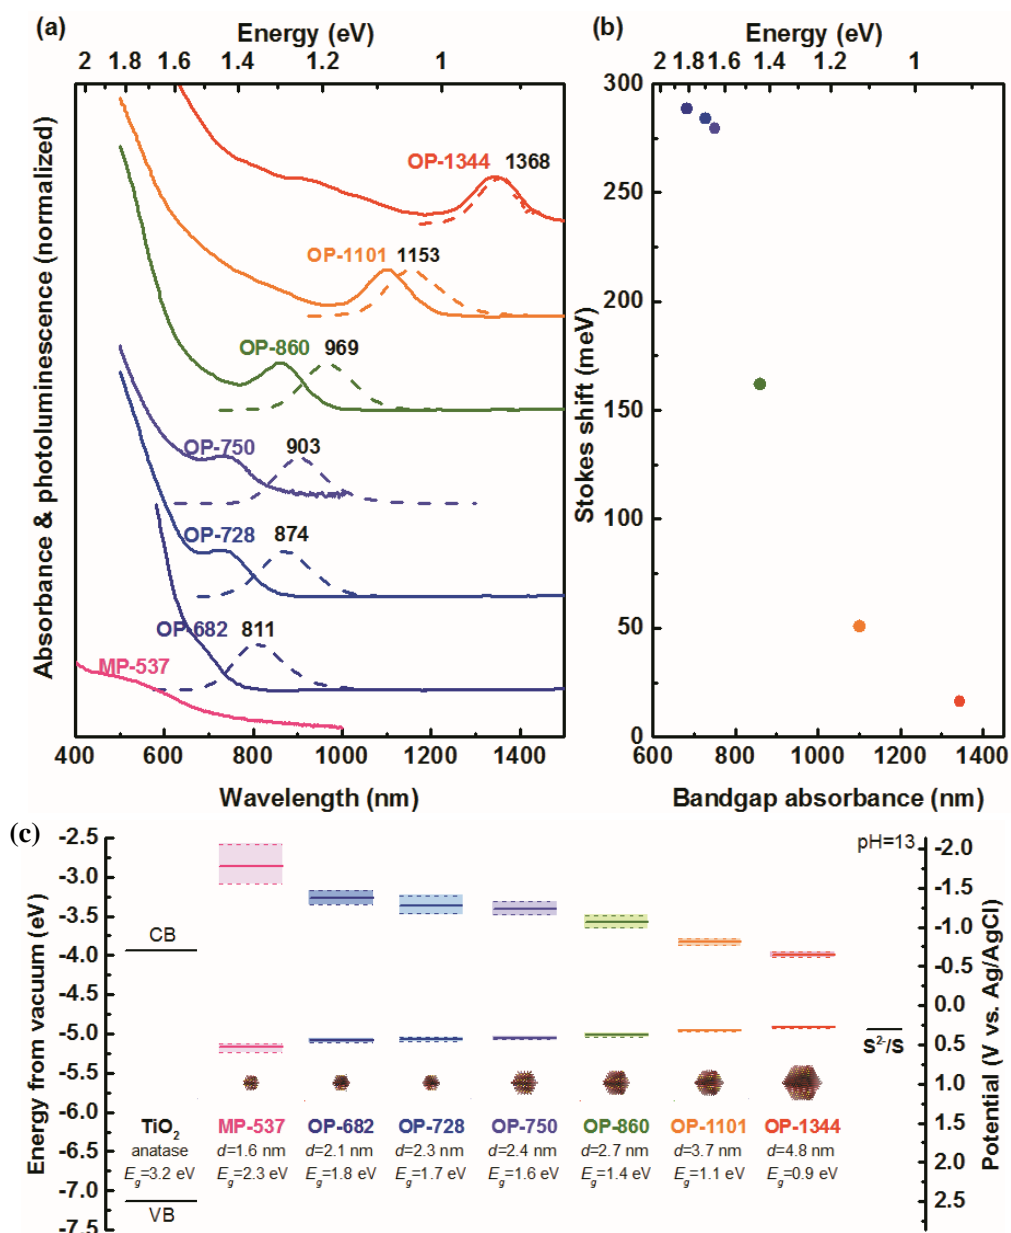 (a)
Energy (eV)
2 1.8 1.6 1.4 1.2 1
Absorbance & photoluminescence (normalized)
OP-1344 1368
OP-1101 1153
OP-860 969
OP-750 903
OP-728 874
OP-682 811
MP-537
400 600 800 1000 1200 1400
Wavelength (nm)
(b)
Energy (eV)
2 1.8 1.6 1.4 1.2 1
Stokes shift (meV)
300
250
200
150
100
50
0
600 800 1000 1200 1400
Bandgap absorbance (nm)
(c)
Energy from vacuum (eV)
-2.5
-3.0
-3.5
-4.0
-4.5
-5.0
-5.5
-6.0
-6.5
-7.0
-7.5
CB
VB
TiO2
anatase
Eg=3.2 eV
MP-537
d=1.6 nm
Eg=2.3 eV
OP-682
d=2.1 nm
Eg=1.8 eV
OP-728
d=2.3 nm
Eg=1.7 eV
OP-750
d=2.4 nm
Eg=1.6 eV
OP-860
d=2.7 nm
Eg=1.4 eV
OP-1101
d=3.7 nm
Eg=1.1 eV
OP-1344
d=4.8 nm
Eg=0.9 eV
pH=13
S2-/S
-2.0
-1.5
-1.0
-0.5
0.0
0.5
1.0
1.5
2.0
2.5
Potential (V vs. Ag/AgCl)